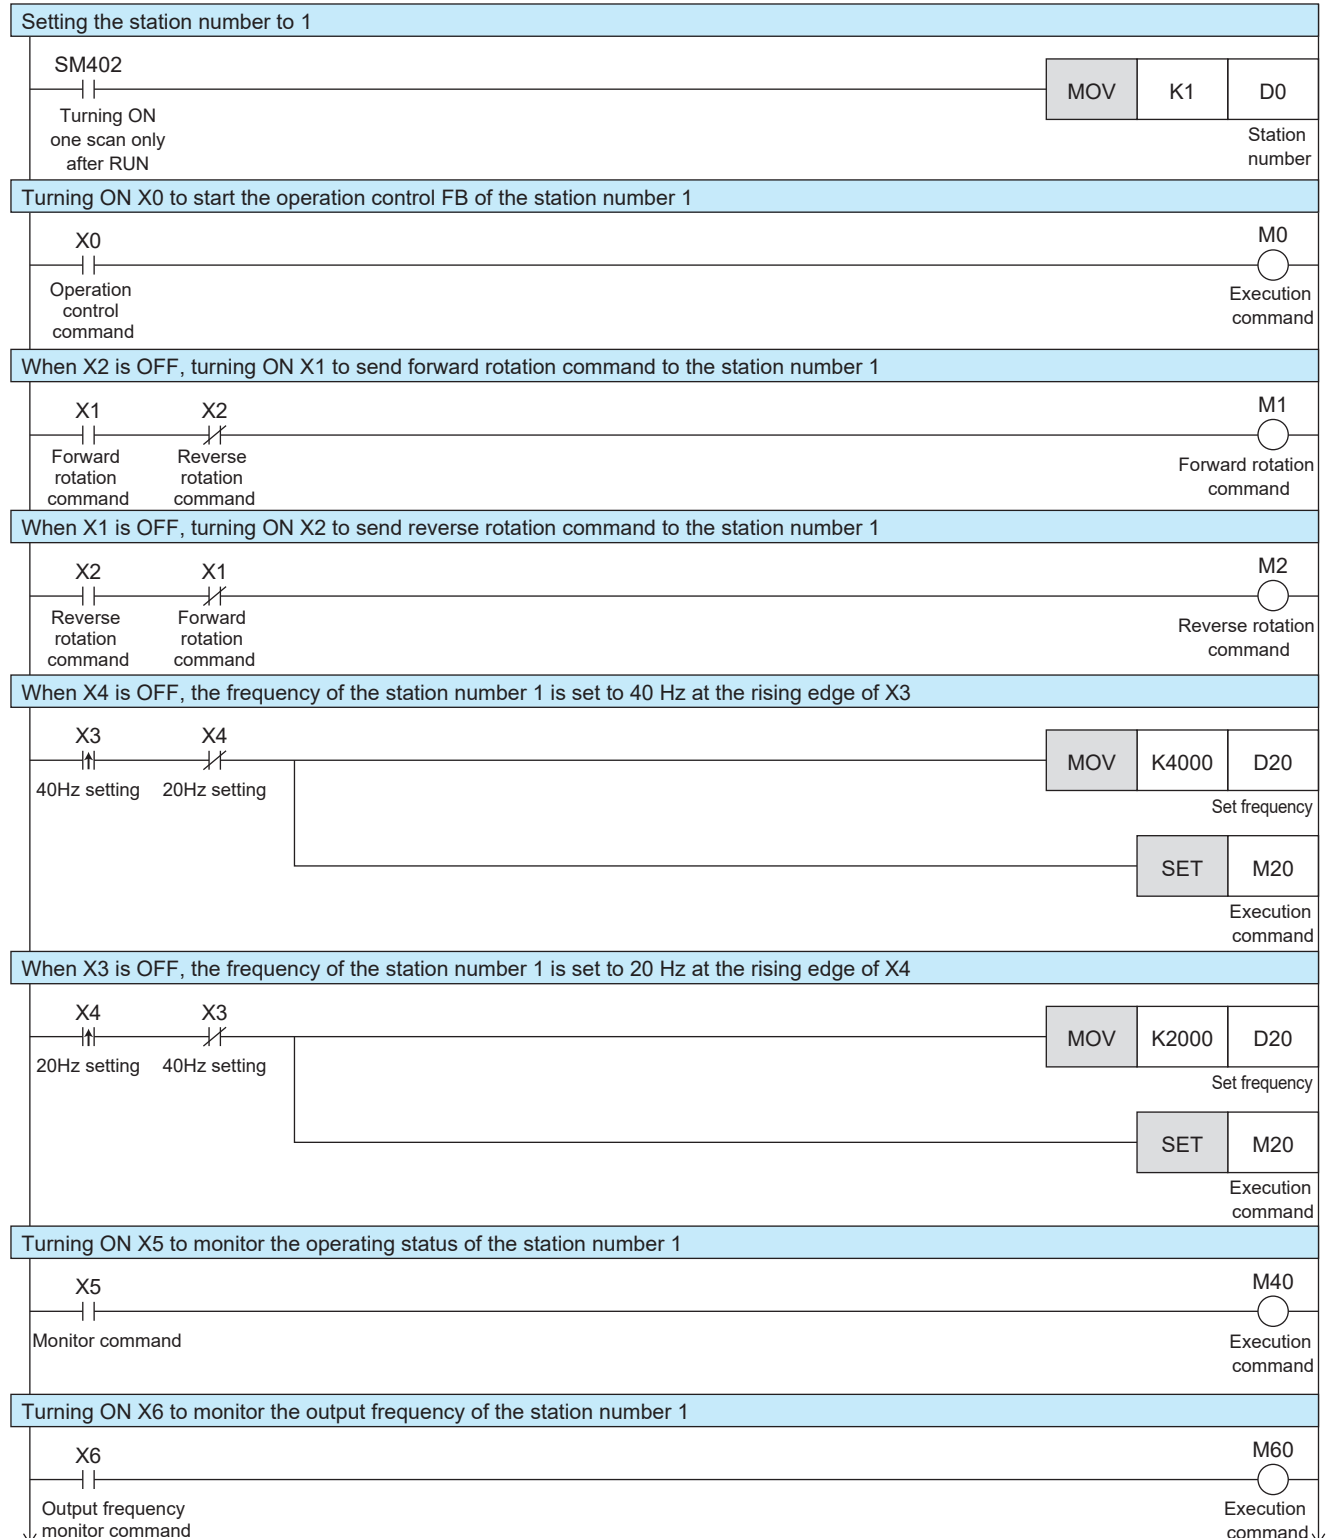 Setting the station number to 1
SM402
MOV K1 D0
Turning ON
one scan only
after RUN
Station
number
Turning ON X0 to start the operation control FB of the station number 1
X0
M0
Operation
control
command
Execution
command
When X2 is OFF, turning ON X1 to send forward rotation command to the station number 1
X1 X2
M1
Forward
rotation
command
Reverse
rotation
command
Forward rotation
command
When X1 is OFF, turning ON X2 to send reverse rotation command to the station number 1
X2 X1
M2
Reverse
rotation
command
Forward
rotation
command
Reverse rotation
command
When X4 is OFF, the frequency of the station number 1 is set to 40 Hz at the rising edge of X3
X3 X4
MOV K4000 D20
40Hz setting 20Hz setting
Set frequency
SET M20
Execution
command
When X3 is OFF, the frequency of the station number 1 is set to 20 Hz at the rising edge of X4
X4 X3
MOV K2000 D20
20Hz setting 40Hz setting
Set frequency
SET M20
Execution
command
Turning ON X5 to monitor the operating status of the station number 1
X5
M40
Monitor command
Execution
command
Turning ON X6 to monitor the output frequency of the station number 1
X6
M60
Output frequency
monitor command
Execution
command